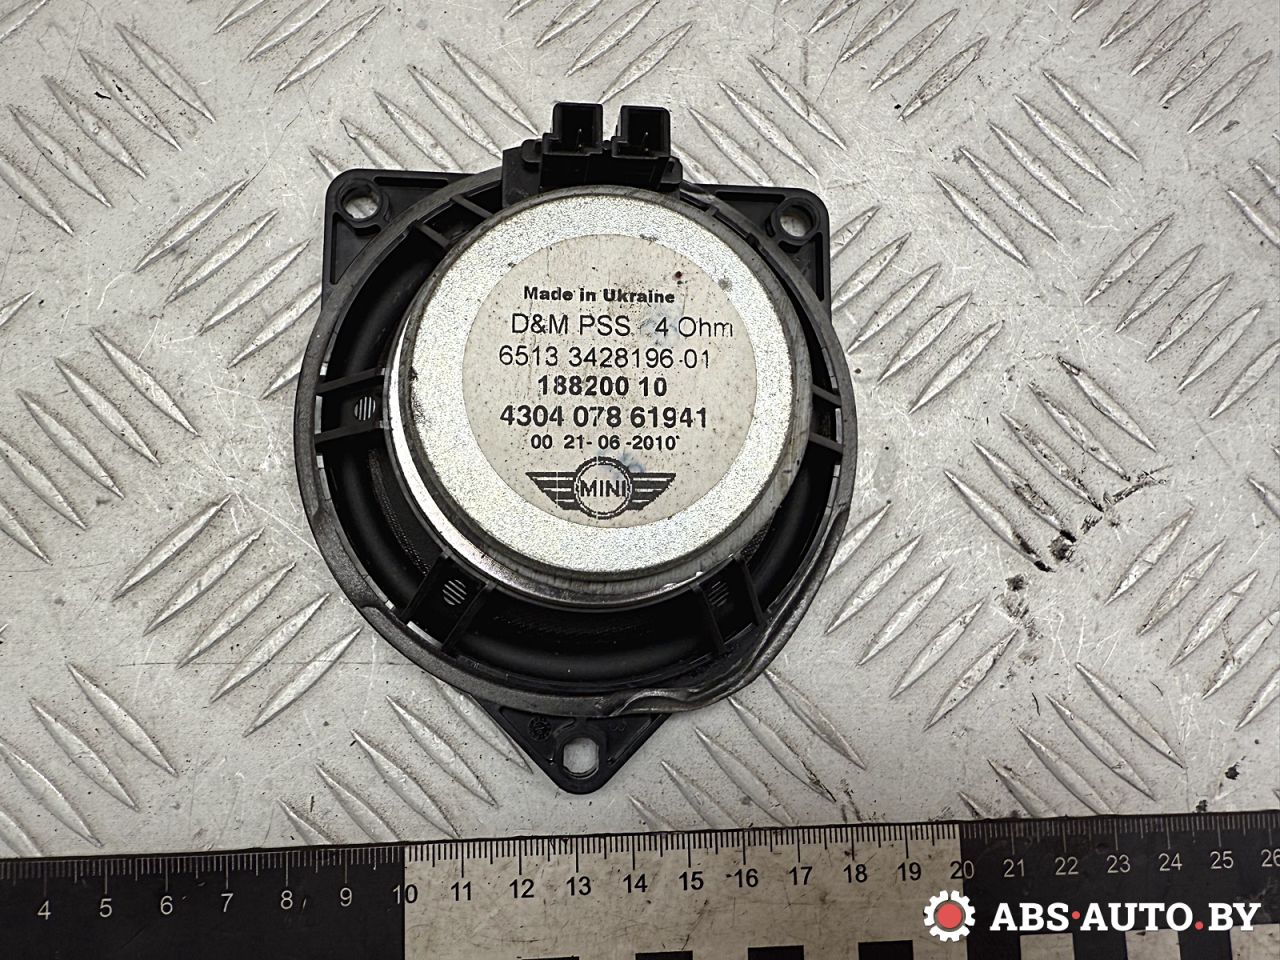 Made in Ukraine
D&M PSS. 4 Ohm
6513 3428196-01
188200 10
4304 078 61941
00 21-06-2010
MINI
4 5 6 7 8 9 10 11 12 13 14 15 16 17 18 19 20 21 22 23 24 25 26
ABS-AUTO.BY